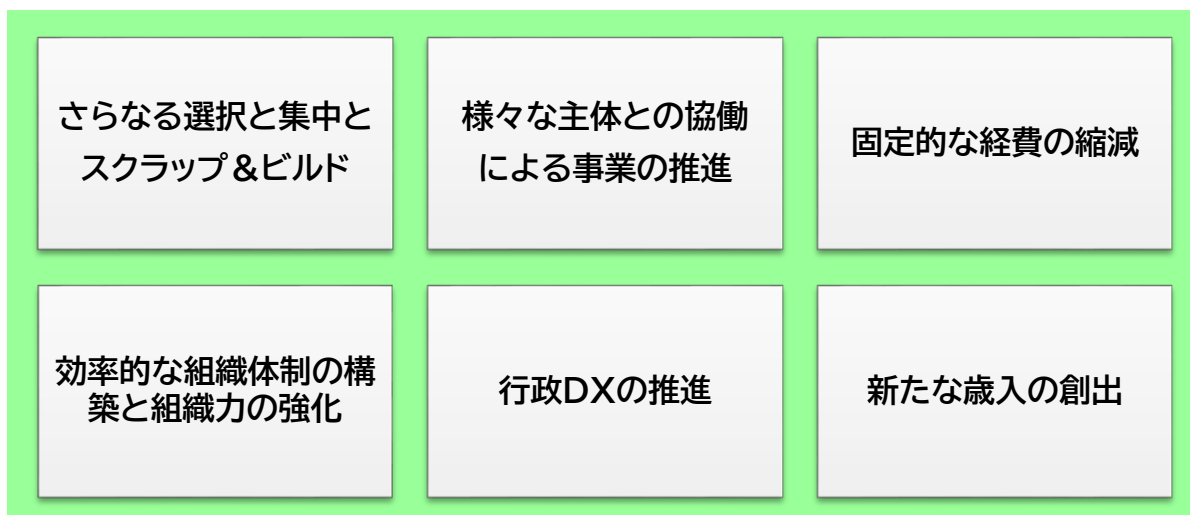 さらなる選択と集中と
スクラップ＆ビルド
様々な主体との協働
による事業の推進
固定的な経費の縮減
効率的な組織体制の構
築と組織力の強化
行政DXの推進
新たな歳入の創出